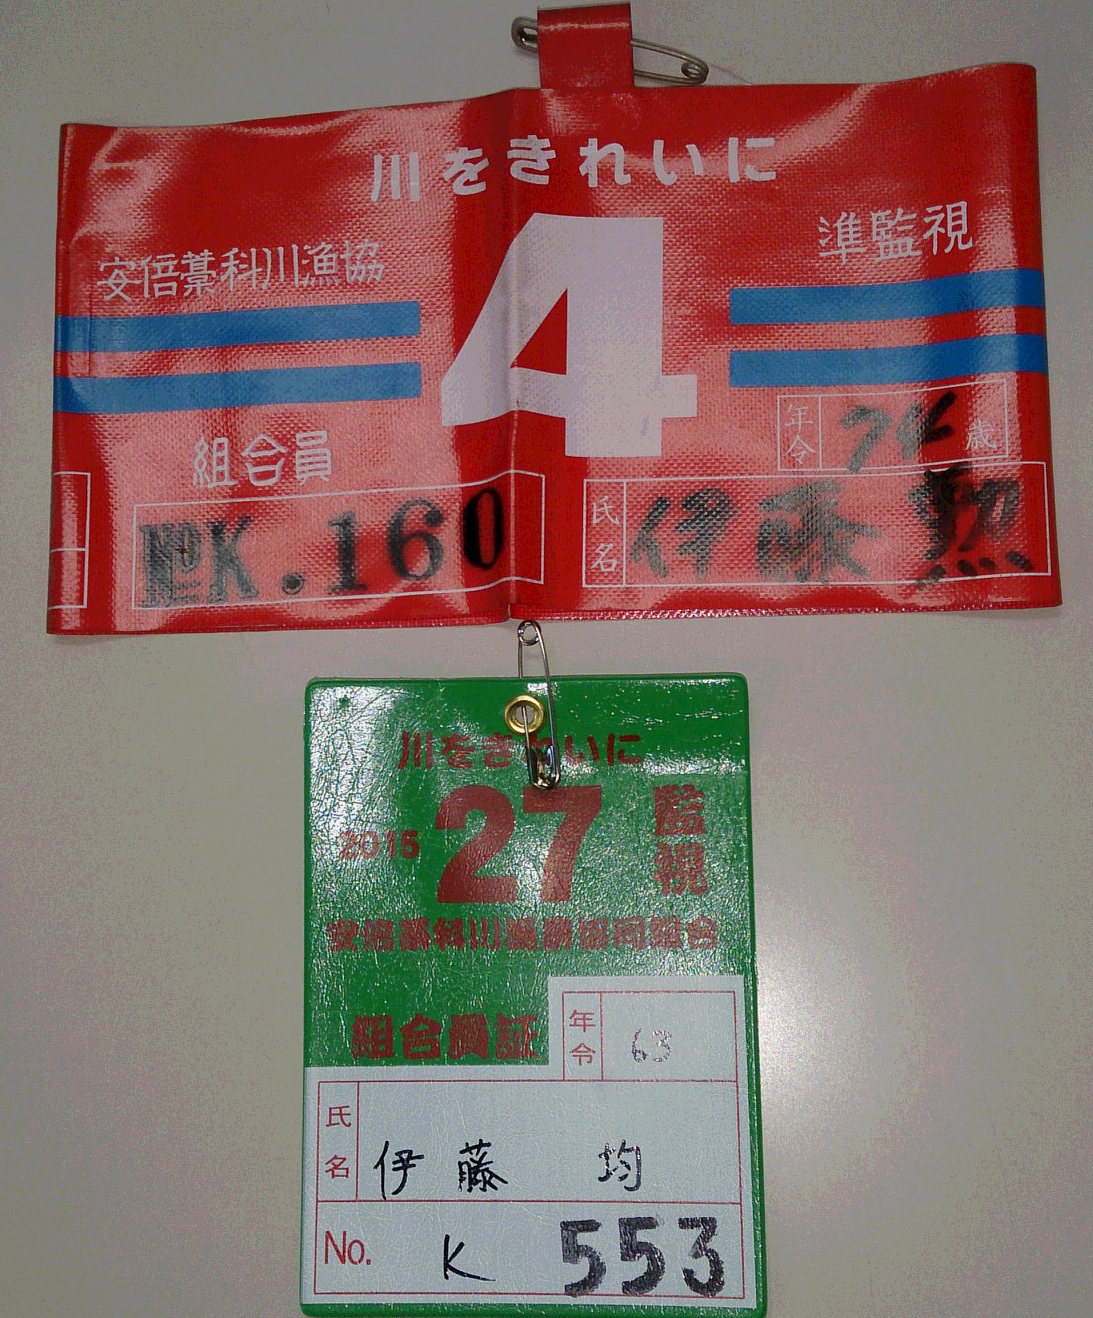 川をきれいに
安倍藁科川漁協
4
準監視
組合員
年令 74 歳
№K.160
氏名 伊藤 勲
川をきれいに
2015 27 監視
安倍藁科川漁業協同組合
組合員証
年令 63
氏名 伊藤 均
No. K 553